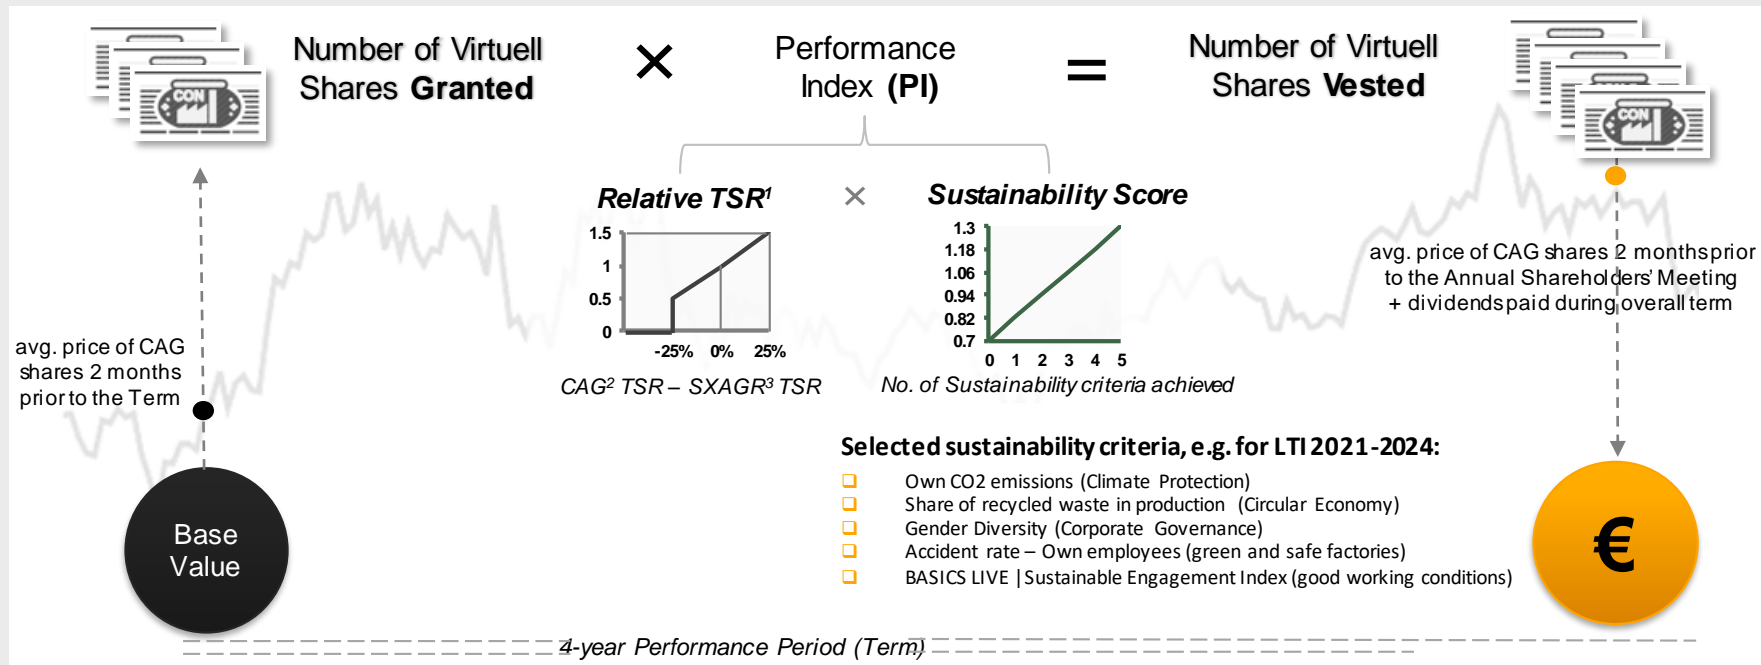 Number of Virtuell
Shares Granted
×
Performance
Index (PI)
=
Number of Virtuell
Shares Vested
CON
CON
Relative TSR¹
×
Sustainability Score
1.5
1
0.5
0
-25% 0% 25%
CAG² TSR – SXAGR³ TSR
1.3
1.18
1.06
0.94
0.82
0.7
0 1 2 3 4 5
No. of Sustainability criteria achieved
avg. price of CAG
shares 2 months
prior to the Term
avg. price of CAG shares 2 months prior
to the Annual Shareholders' Meeting
+ dividends paid during overall term
Selected sustainability criteria, e.g. for LTI 2021-2024:
Own CO2 emissions (Climate Protection)
Share of recycled waste in production (Circular Economy)
Gender Diversity (Corporate Governance)
Accident rate – Own employees (green and safe factories)
BASICS LIVE | Sustainable Engagement Index (good working conditions)
Base
Value
€
4-year Performance Period (Term)